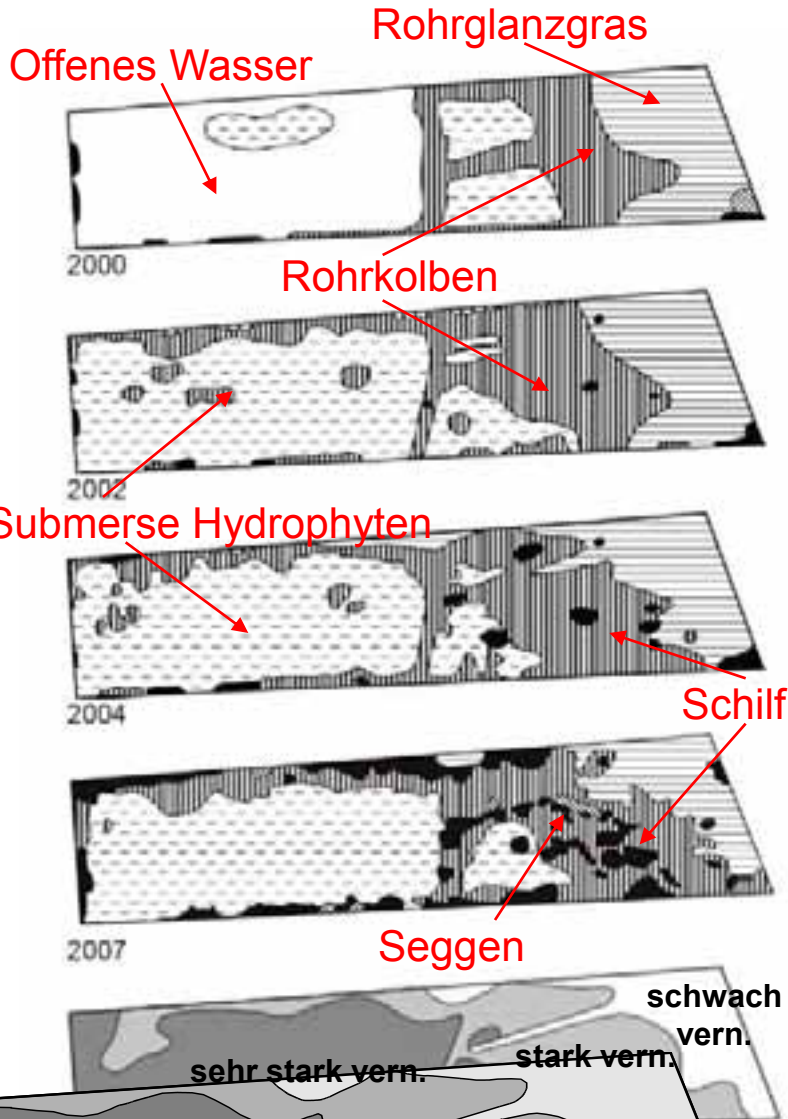 Rohrglanzgras
Offenes Wasser
2000
Rohrkolben
2002
Submerse Hydrophyten
2004
Schilf
2007
Seggen
schwach
vern.
sehr stark vern.
stark vern.